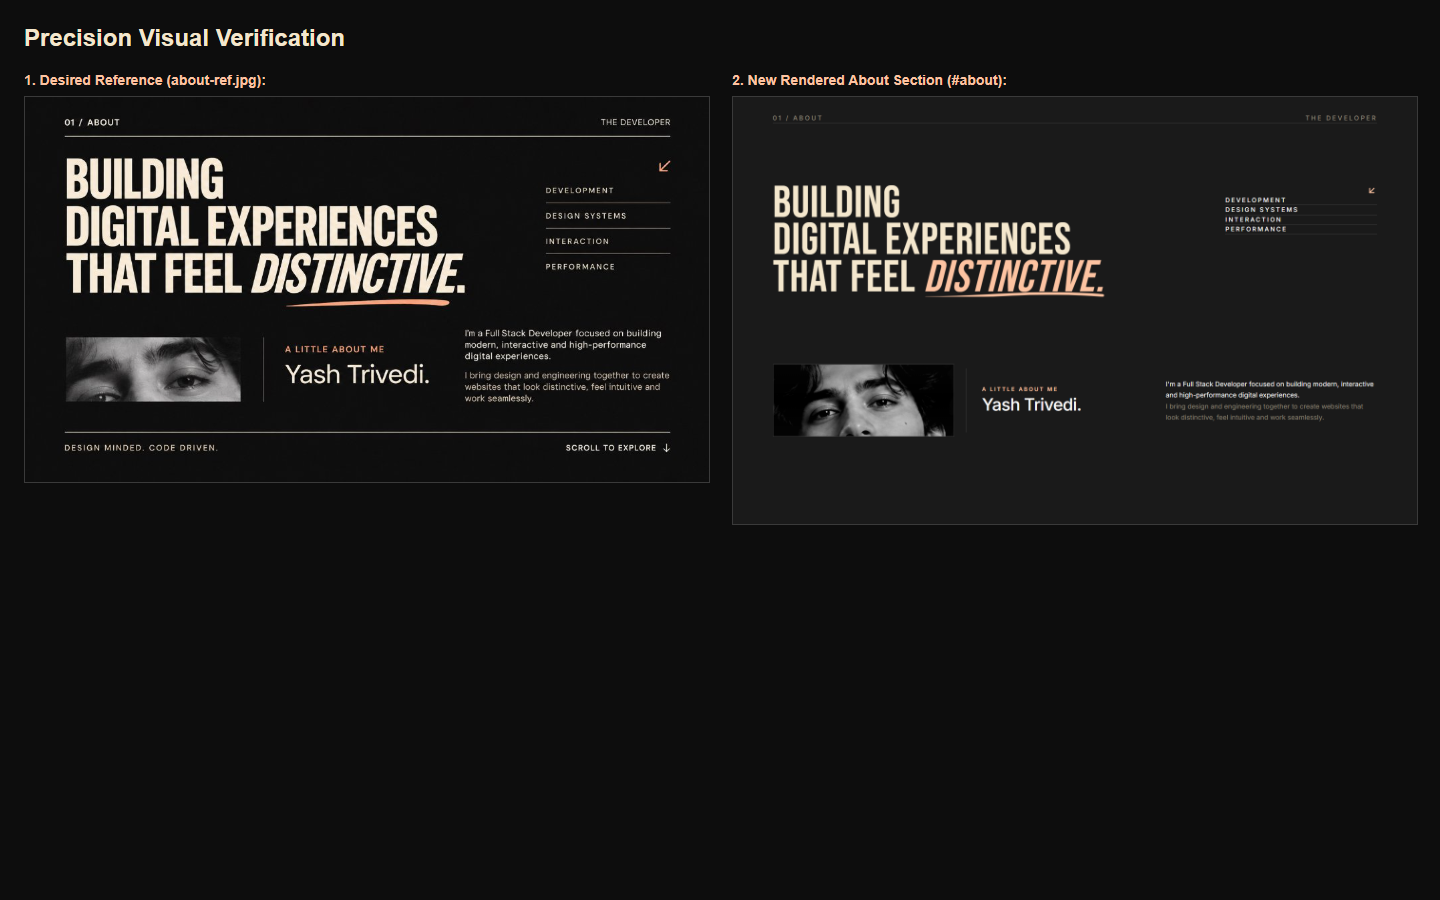 Precision Visual Verification
1. Desired Reference (about-ref.jpg):
01 / ABOUT
THE DEVELOPER
BUILDING
DIGITAL EXPERIENCES
THAT FEEL DISTINCTIVE.
DEVELOPMENT
DESIGN SYSTEMS
INTERACTION
PERFORMANCE
A LITTLE ABOUT ME
Yash Trivedi.
I'm a Full Stack Developer focused on building
modern, interactive and high-performance
digital experiences.
I bring design and engineering together to create
websites that look distinctive, feel intuitive and
work seamlessly.
DESIGN MINDED. CODE DRIVEN.
SCROLL TO EXPLORE ↓
2. New Rendered About Section (#about):
01 / ABOUT
THE DEVELOPER
BUILDING
DIGITAL EXPERIENCES
THAT FEEL DISTINCTIVE.
DEVELOPMENT
DESIGN SYSTEMS
INTERACTION
PERFORMANCE
A LITTLE ABOUT ME
Yash Trivedi.
I'm a Full Stack Developer focused on building modern, interactive
and high-performance digital experiences.
I bring design and engineering together to create websites that
look distinctive, feel intuitive and work seamlessly.